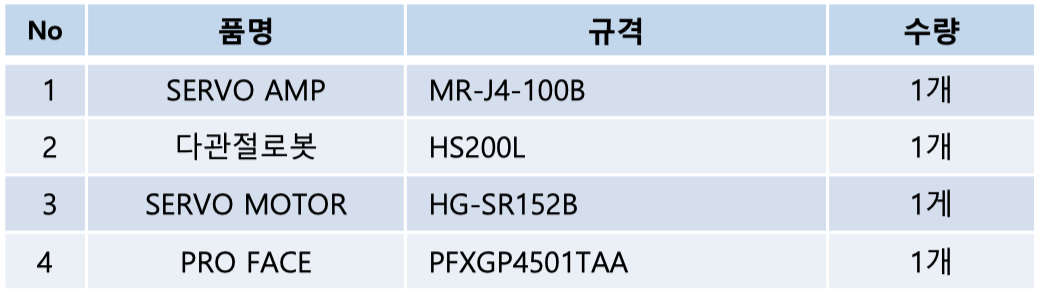 No 품명 규격 수량
1 SERVO AMP MR-J4-100B 1개
2 다관절로봇 HS200L 1개
3 SERVO MOTOR HG-SR152B 1게
4 PRO FACE PFXGP4501TAA 1개